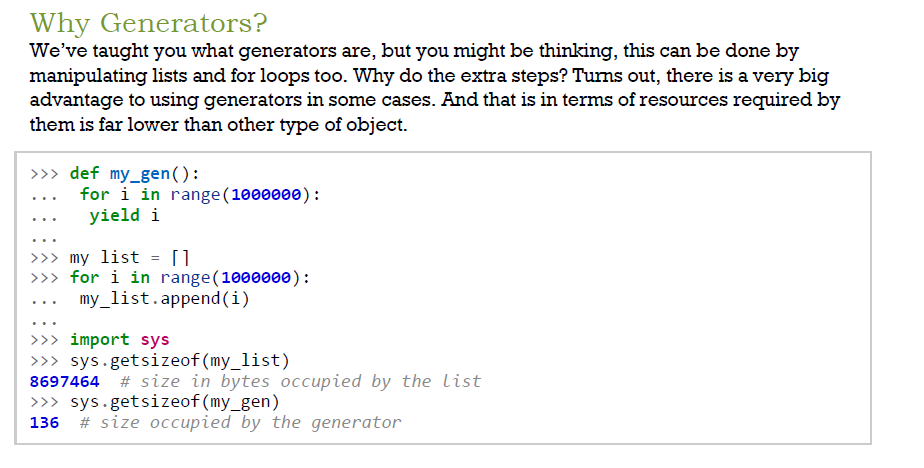 Why Generators?
We’ve taught you what generators are, but you might be thinking, this can be done by
manipulating lists and for loops too. Why do the extra steps? Turns out, there is a very big
advantage to using generators in some cases. And that is in terms of resources required by
them is far lower than other type of object.
>>> def my_gen():
...  for i in range(1000000):
...   yield i
...
>>> my list = []
>>> for i in range(1000000):
...  my_list.append(i)
...
>>> import sys
>>> sys.getsizeof(my_list)
8697464  # size in bytes occupied by the list
>>> sys.getsizeof(my_gen)
136  # size occupied by the generator